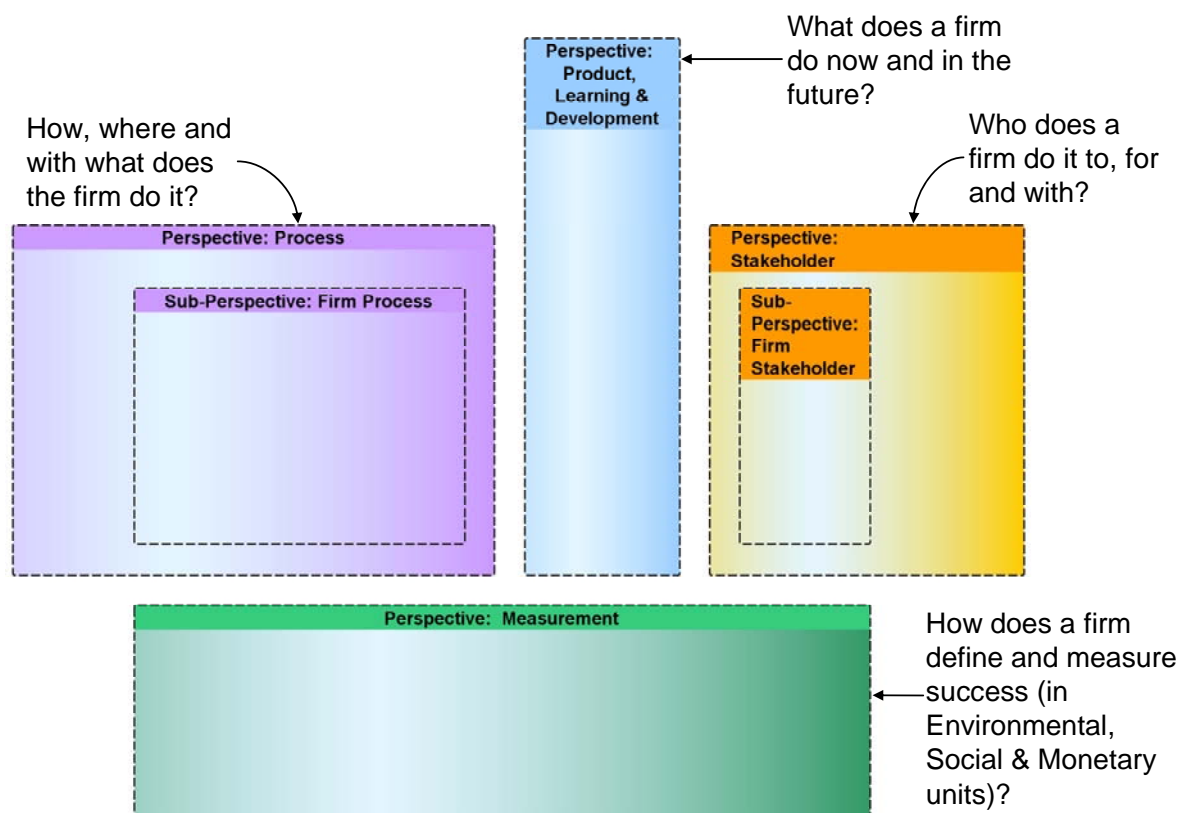 What does a firm
do now and in the
future?
Perspective:
Product,
Learning &
Development
How, where and
with what does
the firm do it?
Who does a
firm do it to, for
and with?
Perspective: Process
Sub-Perspective: Firm Process
Perspective:
Stakeholder
Sub-
Perspective:
Firm
Stakeholder
Perspective: Measurement
How does a firm
define and measure
success (in
Environmental,
Social & Monetary
units)?